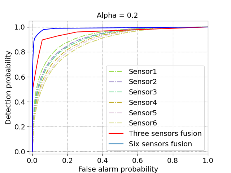 Alpha = 0.2
1.0
0.8
0.6
0.4
0.2
0.0
Detection probability
Sensor1
Sensor2
Sensor3
Sensor4
Sensor5
Sensor6
Three sensors fusion
Six sensors fusion
0.0 0.2 0.4 0.6 0.8 1.0
False alarm probability